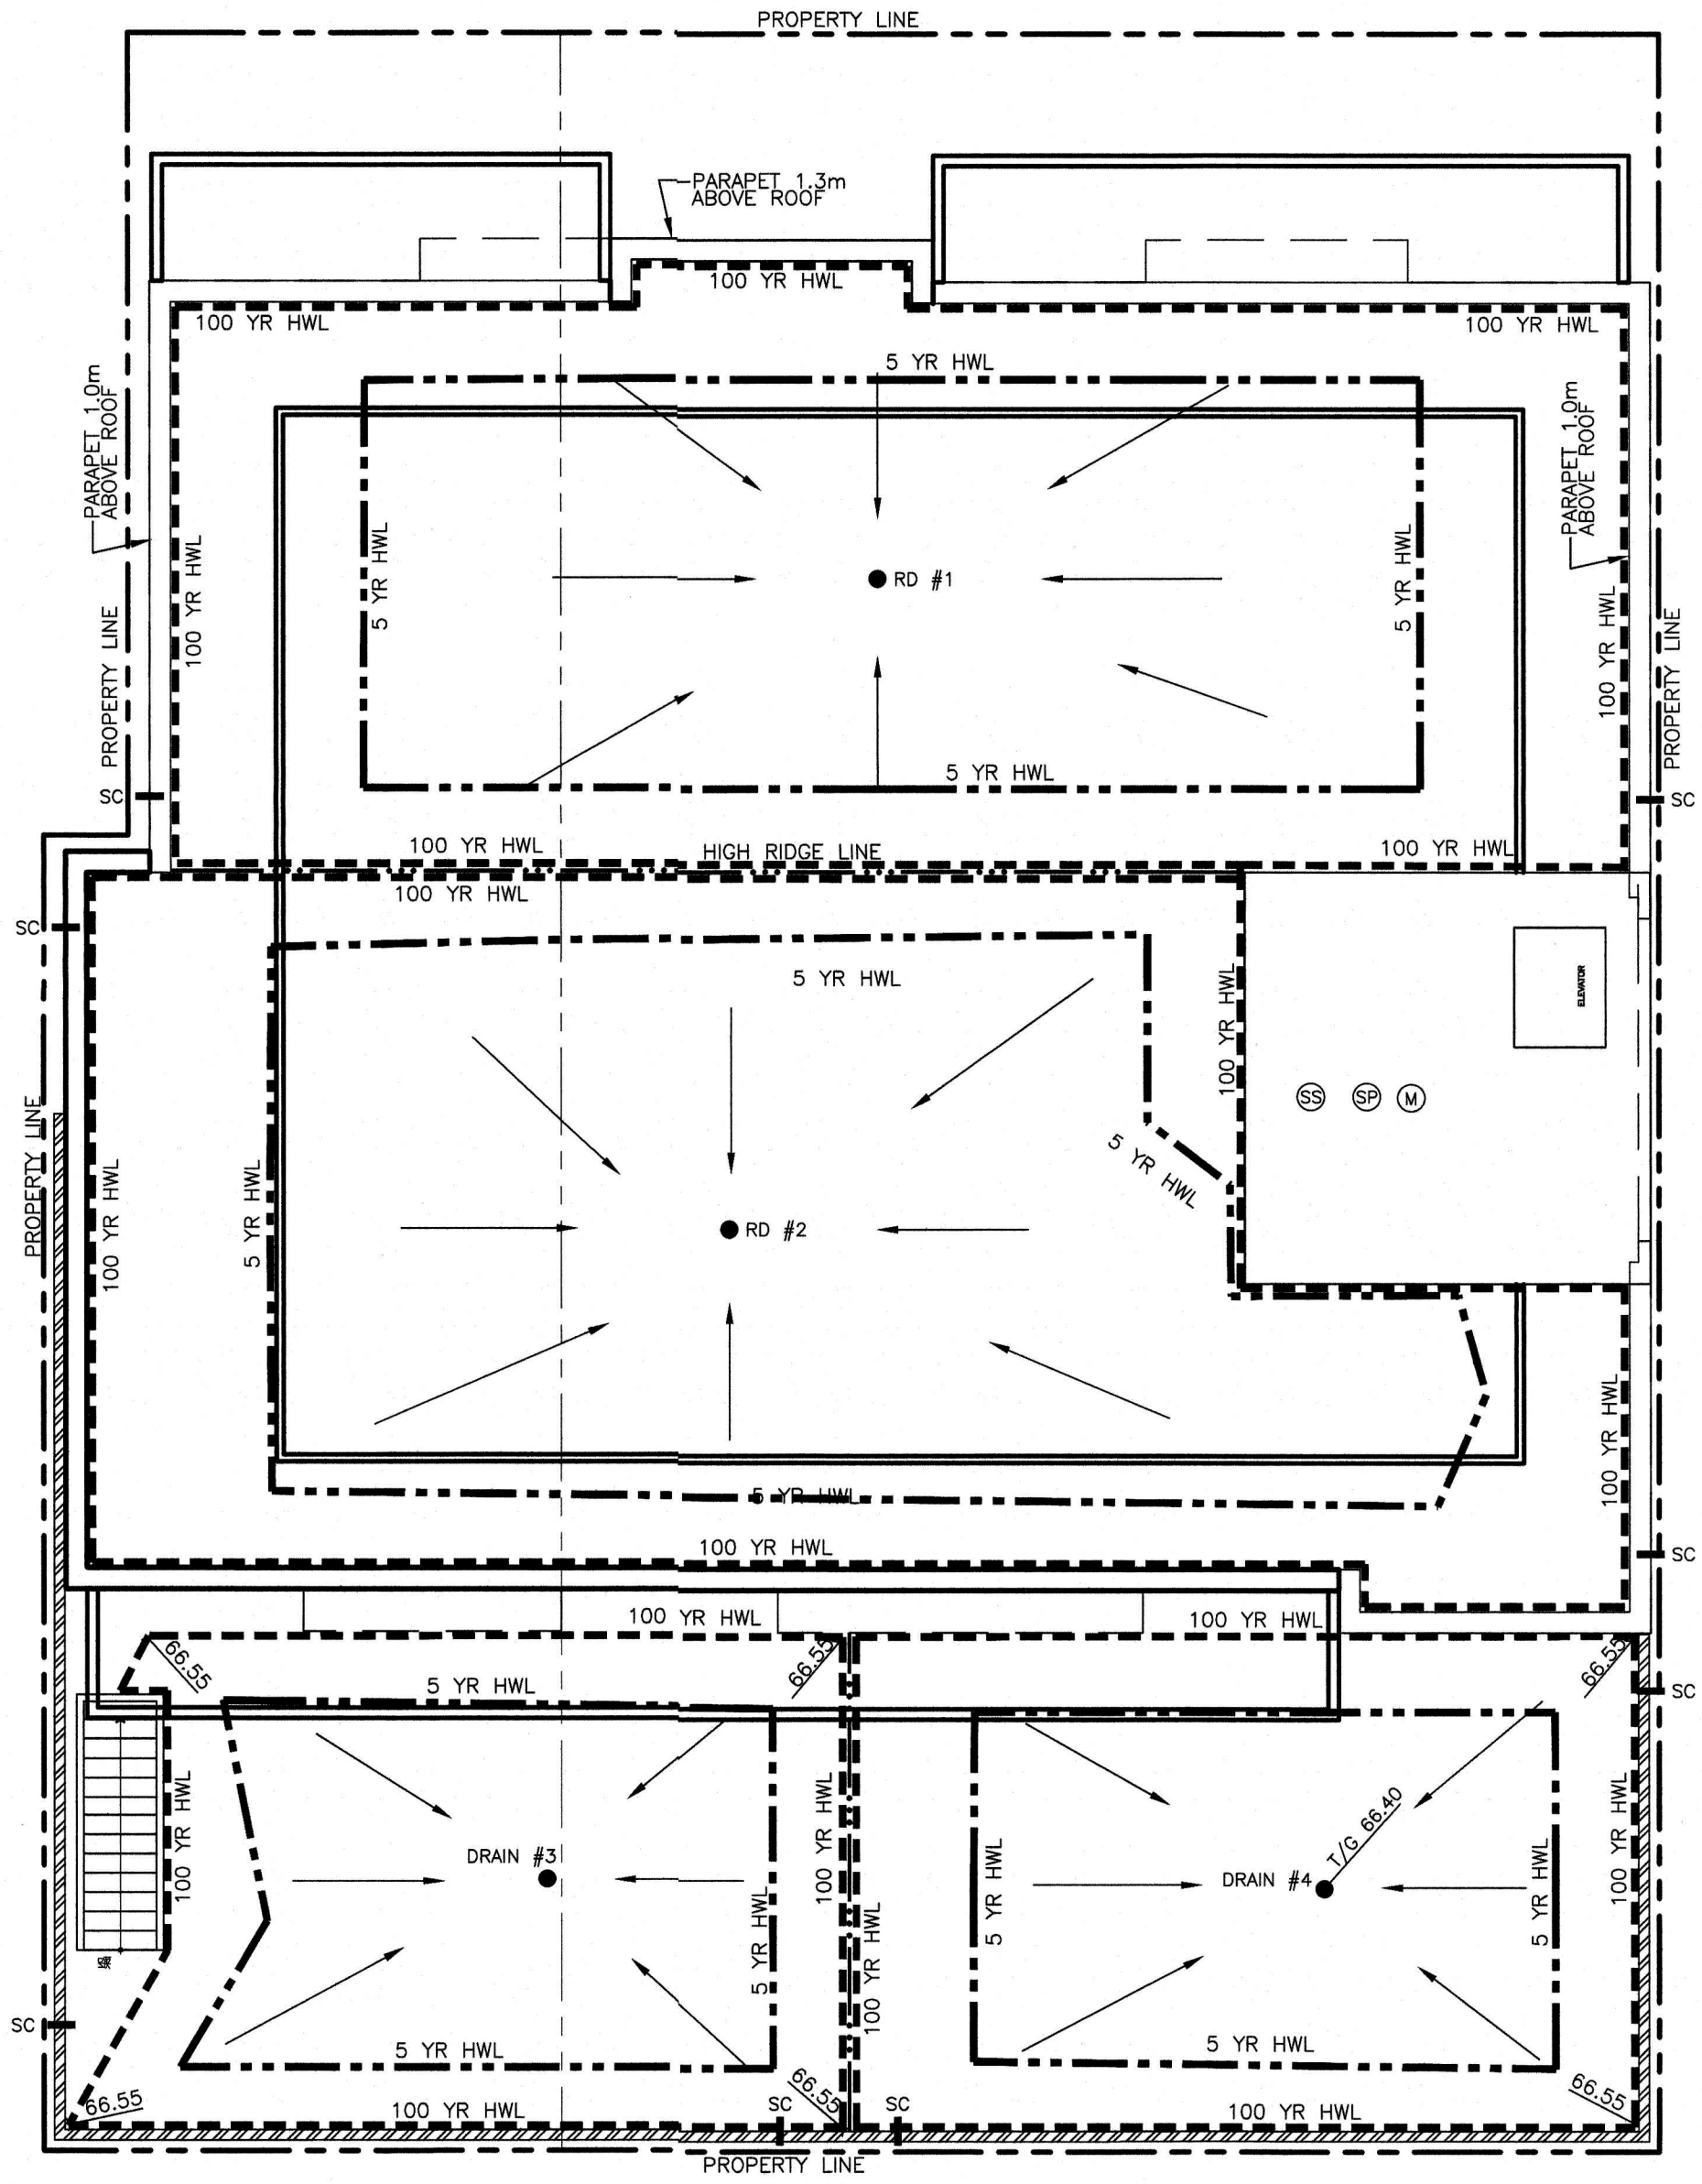 PROPERTY LINE
PARAPET 1.3m
ABOVE ROOF
100 YR HWL
100 YR HWL
100 YR HWL
5 YR HWL
PARAPET 1.0m
ABOVE ROOF
PARAPET 1.0m
ABOVE ROOF
100 YR HWL
5 YR HWL
RD #1
5 YR HWL
100 YR HWL
PROPERTY LINE
PROPERTY LINE
5 YR HWL
SC
SC
100 YR HWL
HIGH RIDGE LINE
100 YR HWL
100 YR HWL
SC
5 YR HWL
ELEVATOR
100 YR HWL
SS
SP
M
PROPERTY LINE
100 YR HWL
5 YR HWL
5 YR HWL
RD #2
100 YR HWL
5 YR HWL
100 YR HWL
SC
100 YR HWL
100 YR HWL
66.55
66.55
66.55
5 YR HWL
SC
100 YR HWL
100 YR HWL
100 YR HWL
T/G 66.40
DRAIN #3
DRAIN #4
5 YR HWL
5 YR HWL
5 YR HWL
100 YR HWL
SC
5 YR HWL
5 YR HWL
66.55
66.55
66.55
100 YR HWL
SC
SC
100 YR HWL
PROPERTY LINE